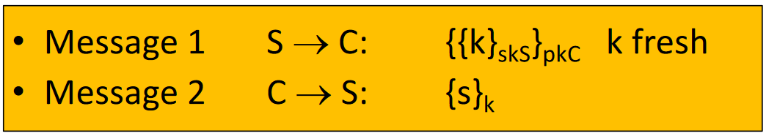 • Message 1 S → C: {{k}skS}pkC k fresh
• Message 2 C → S: {s}k